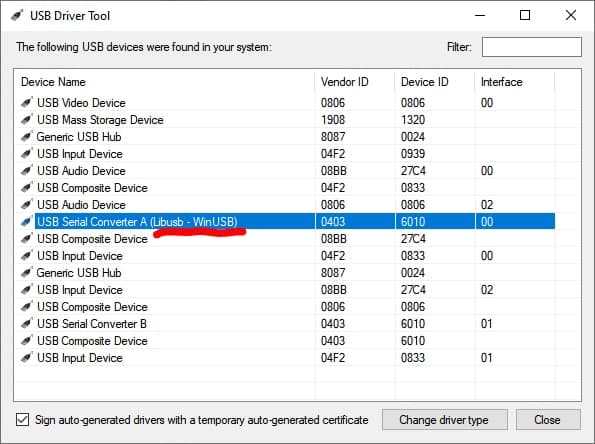 USB Driver Tool
The following USB devices were found in your system:
Filter:
Device Name Vendor ID Device ID Interface
USB Video Device 0806 0806 00
USB Mass Storage Device 1908 1320
Generic USB Hub 8087 0024
USB Input Device 04F2 0939
USB Audio Device 08BB 27C4 00
USB Composite Device 04F2 0833
USB Audio Device 0806 0806 02
USB Serial Converter A (Libusb - WinUSB) 0403 6010 00
USB Composite Device 08BB 27C4
USB Input Device 04F2 0833 00
Generic USB Hub 8087 0024
USB Input Device 08BB 27C4 02
USB Composite Device 0806 0806
USB Serial Converter B 0403 6010 01
USB Composite Device 0403 6010
USB Input Device 04F2 0833 01
Sign auto-generated drivers with a temporary auto-generated certificate
Change driver type
Close